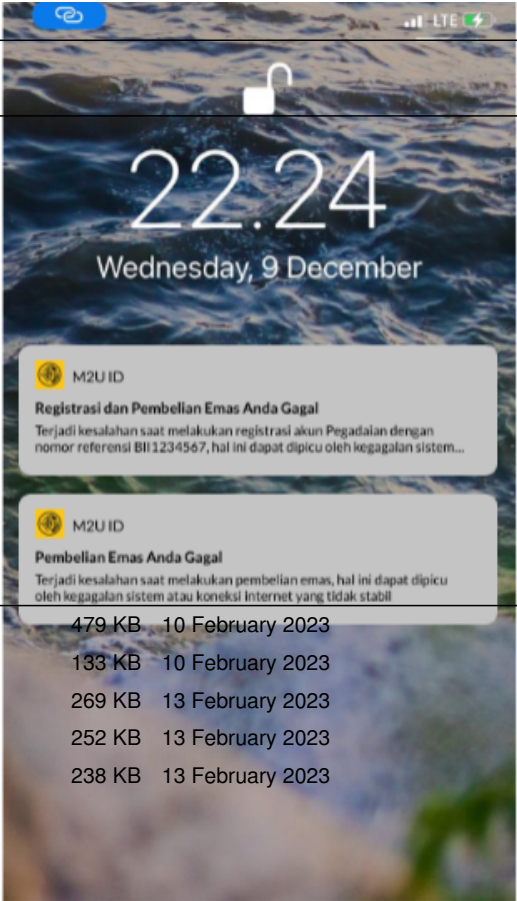 LTE
22.24
Wednesday, 9 December
M2U ID
Registrasi dan Pembelian Emas Anda Gagal
Terjadi kesalahan saat melakukan registrasi akun Pegadaian dengan
nomor referensi BII1234567, hal ini dapat dipicu oleh kegagalan sistem...
M2U ID
Pembelian Emas Anda Gagal
Terjadi kesalahan saat melakukan pembelian emas, hal ini dapat dipicu
oleh kegagalan sistem atau koneksi internet yang tidak stabil
479 KB 10 February 2023
133 KB 10 February 2023
269 KB 13 February 2023
252 KB 13 February 2023
238 KB 13 February 2023